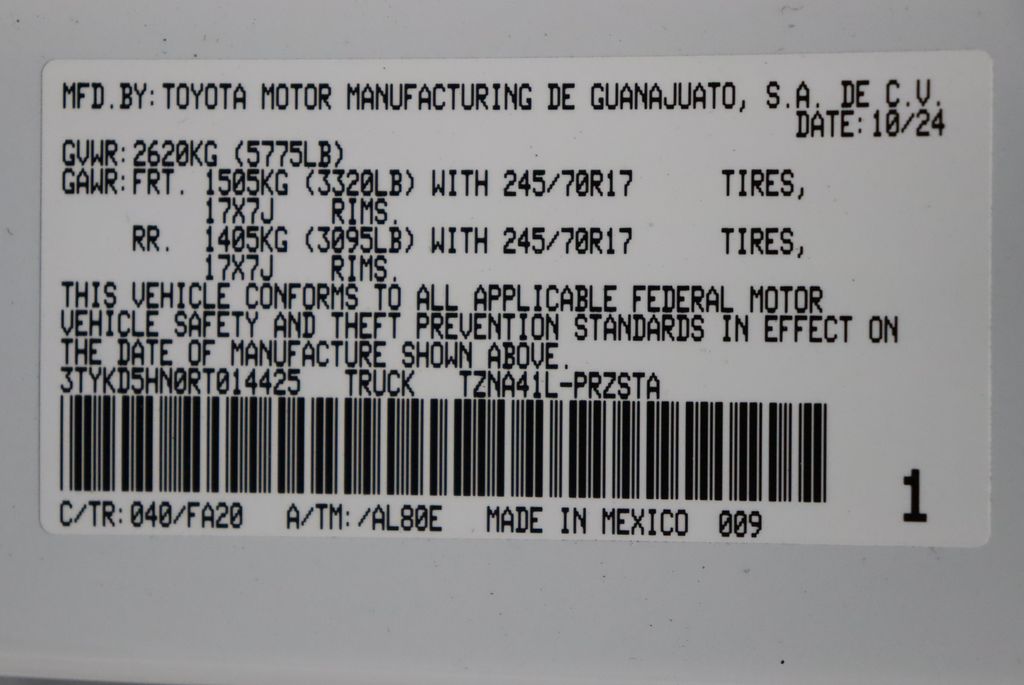 MFD.BY:TOYOTA MOTOR MANUFACTURING DE GUANAJUATO, S.A. DE C.V.
DATE:10/24
GVWR:2620KG (5775LB)
GAWR:FRT. 1505KG (3320LB) WITH 245/70R17 TIRES,
17X7J RIMS.
RR. 1405KG (3095LB) WITH 245/70R17 TIRES,
17X7J RIMS.
THIS VEHICLE CONFORMS TO ALL APPLICABLE FEDERAL MOTOR
VEHICLE SAFETY AND THEFT PREVENTION STANDARDS IN EFFECT ON
THE DATE OF MANUFACTURE SHOWN ABOVE.
3TYKD5HN0RT014425 TRUCK TZNA41L-PRZSTA
C/TR:040/FA20 A/TM:/AL80E MADE IN MEXICO 009
1